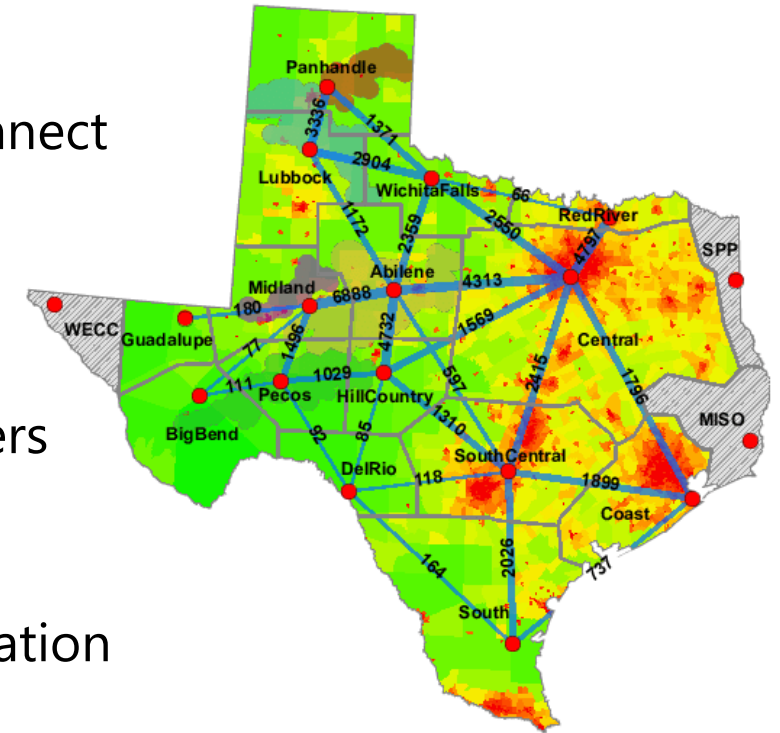 Panhandle
nnect
3336
1371
2904
Lubbock
WichitaFalls
66
RedRiver
1172
2359
2550
4797
SPP
Abilene
Midland
6888
4313
180
WECC
Guadalupe
1496
4732
1569
Central
77
1029
597
2415
1796
111
Pecos
HillCountry
1310
MISO
ers
BigBend
92
85
SouthCentral
DelRio
118
1899
Coast
164
2026
737
South
ation